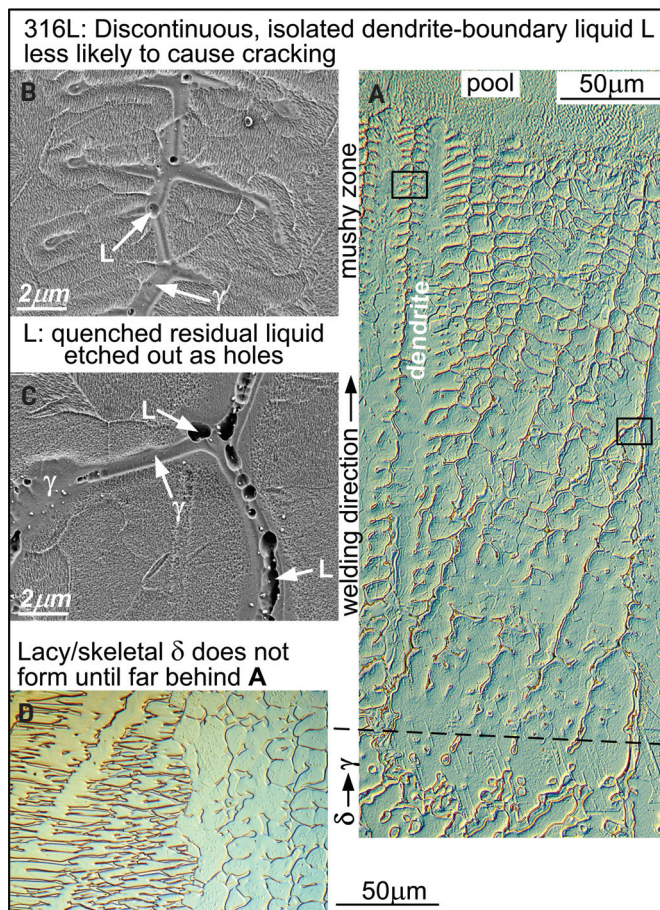 316L: Discontinuous, isolated dendrite-boundary liquid L
less likely to cause cracking
B
L
γ
2μm
L: quenched residual liquid
etched out as holes
C
L
γ
γ
L
2μm
Lacy/skeletal δ does not
form until far behind A
D
50μm
A
pool
50μm
mushy zone
dendrite
welding direction
δ
γ